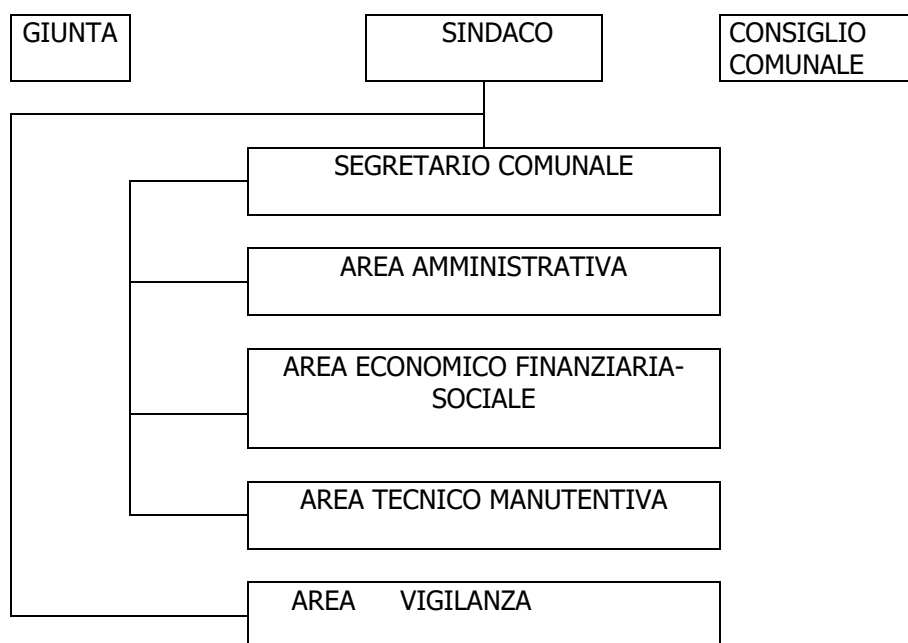 GIUNTA
SINDACO
CONSIGLIO
COMUNALE
SEGRETARIO COMUNALE
AREA AMMINISTRATIVA
AREA ECONOMICO FINANZIARIA-
SOCIALE
AREA TECNICO MANUTENTIVA
AREA VIGILANZA